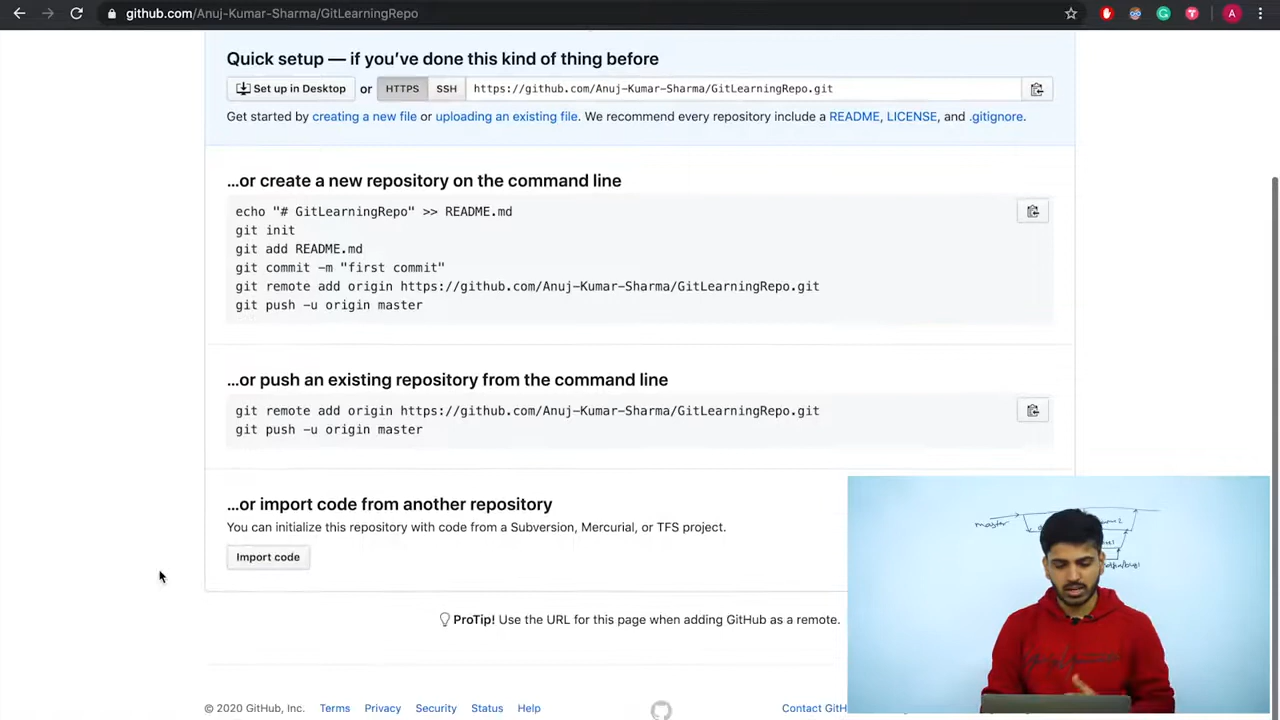 github.com/Anuj-Kumar-Sharma/GitLearningRepo
A
Quick setup — if you've done this kind of thing before
Set up in Desktop or HTTPS SSH https://github.com/Anuj-Kumar-Sharma/GitLearningRepo.git
Get started by creating a new file or uploading an existing file. We recommend every repository include a README, LICENSE, and .gitignore.
…or create a new repository on the command line
echo "# GitLearningRepo" >> README.md
git init
git add README.md
git commit -m "first commit"
git remote add origin https://github.com/Anuj-Kumar-Sharma/GitLearningRepo.git
git push -u origin master
…or push an existing repository from the command line
git remote add origin https://github.com/Anuj-Kumar-Sharma/GitLearningRepo.git
git push -u origin master
…or import code from another repository
You can initialize this repository with code from a Subversion, Mercurial, or TFS project.
Import code
master
ProTip! Use the URL for this page when adding GitHub as a remote.
© 2020 GitHub, Inc. Terms Privacy Security Status Help
Contact GitH